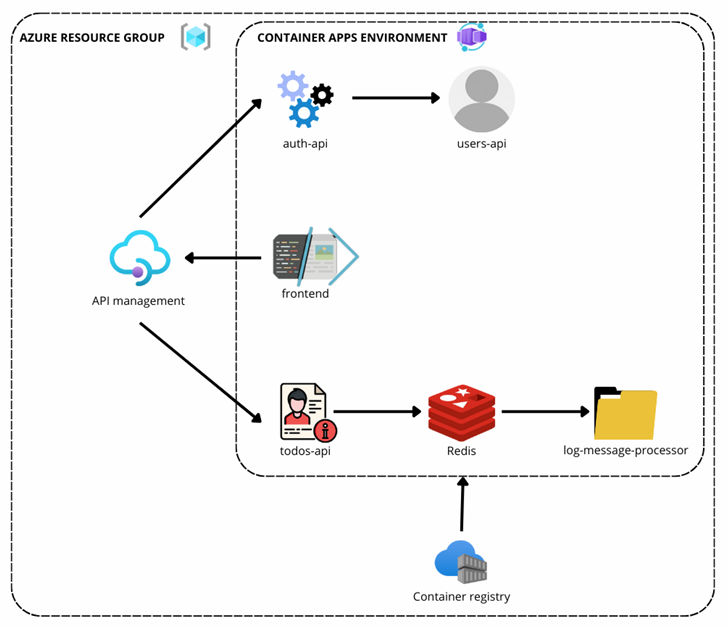 AZURE RESOURCE GROUP
CONTAINER APPS ENVIRONMENT
auth-api
users-api
API management
frontend
todos-api
Redis
log-message-processor
Container registry